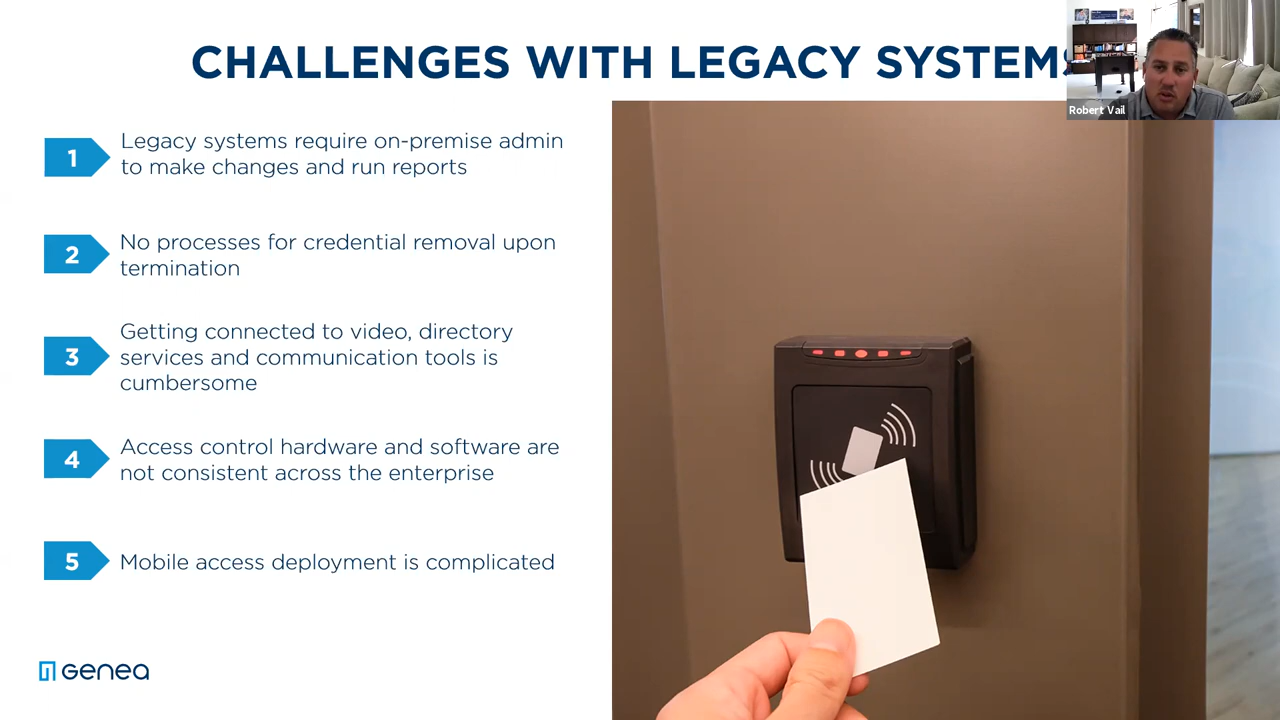 CHALLENGES WITH LEGACY SYSTEMS
Robert Vail
1
Legacy systems require on-premise admin
to make changes and run reports
2
No processes for credential removal upon
termination
3
Getting connected to video, directory
services and communication tools is
cumbersome
4
Access control hardware and software are
not consistent across the enterprise
5
Mobile access deployment is complicated
Genea